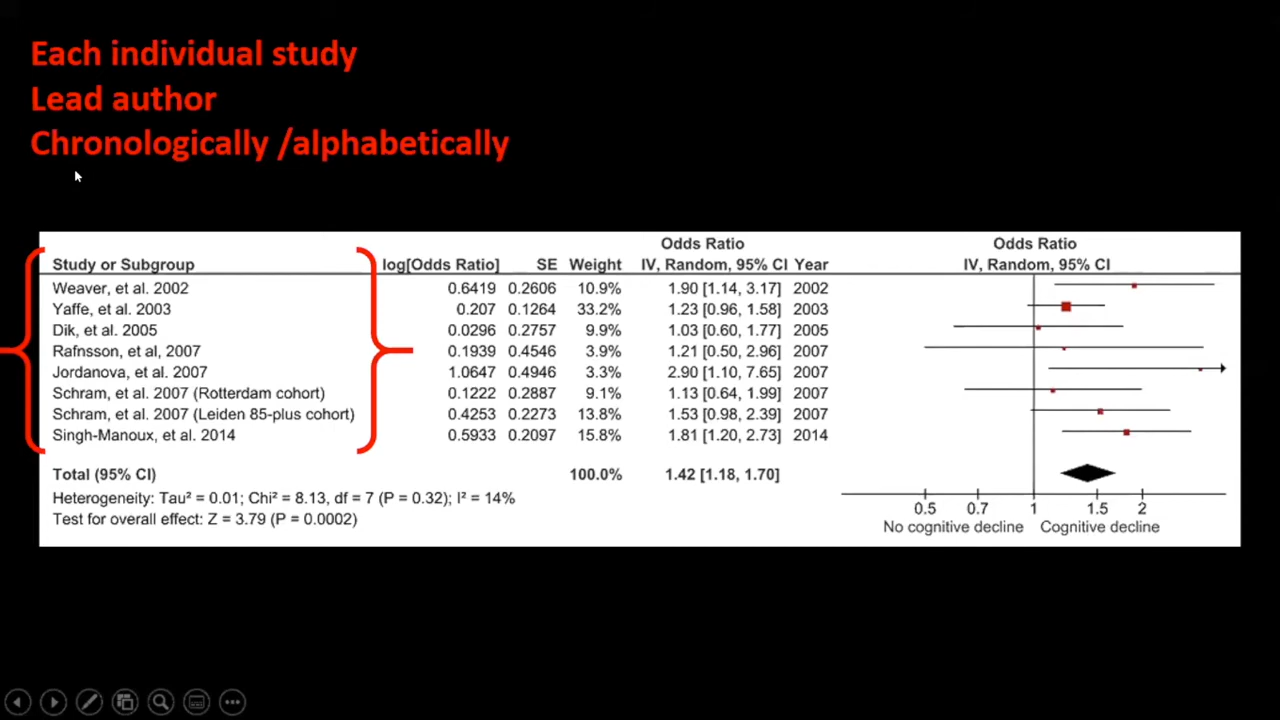 Each individual study
Lead author
Chronologically /alphabetically
Odds Ratio Odds Ratio
Study or Subgroup log[Odds Ratio] SE Weight IV, Random, 95% CI Year IV, Random, 95% CI
Weaver, et al. 2002 0.6419 0.2606 10.9% 1.90 [1.14, 3.17] 2002
Yaffe, et al. 2003 0.207 0.1264 33.2% 1.23 [0.96, 1.58] 2003
Dik, et al. 2005 0.0296 0.2757 9.9% 1.03 [0.60, 1.77] 2005
Rafnsson, et al, 2007 0.1939 0.4546 3.9% 1.21 [0.50, 2.96] 2007
Jordanova, et al. 2007 1.0647 0.4946 3.3% 2.90 [1.10, 7.65] 2007
Schram, et al. 2007 (Rotterdam cohort) 0.1222 0.2887 9.1% 1.13 [0.64, 1.99] 2007
Schram, et al. 2007 (Leiden 85-plus cohort) 0.4253 0.2273 13.8% 1.53 [0.98, 2.39] 2007
Singh-Manoux, et al. 2014 0.5933 0.2097 15.8% 1.81 [1.20, 2.73] 2014
Total (95% CI) 100.0% 1.42 [1.18, 1.70]
Heterogeneity: Tau² = 0.01; Chi² = 8.13, df = 7 (P = 0.32); I² = 14%
Test for overall effect: Z = 3.79 (P = 0.0002)
0.5 0.7 1 1.5 2
No cognitive decline Cognitive decline